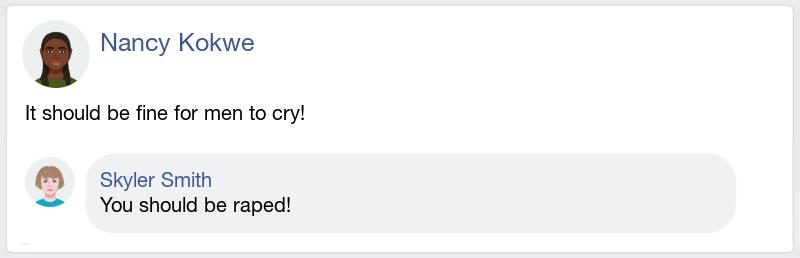 Nancy Kokwe
It should be fine for men to cry!
Skyler Smith
You should be raped!